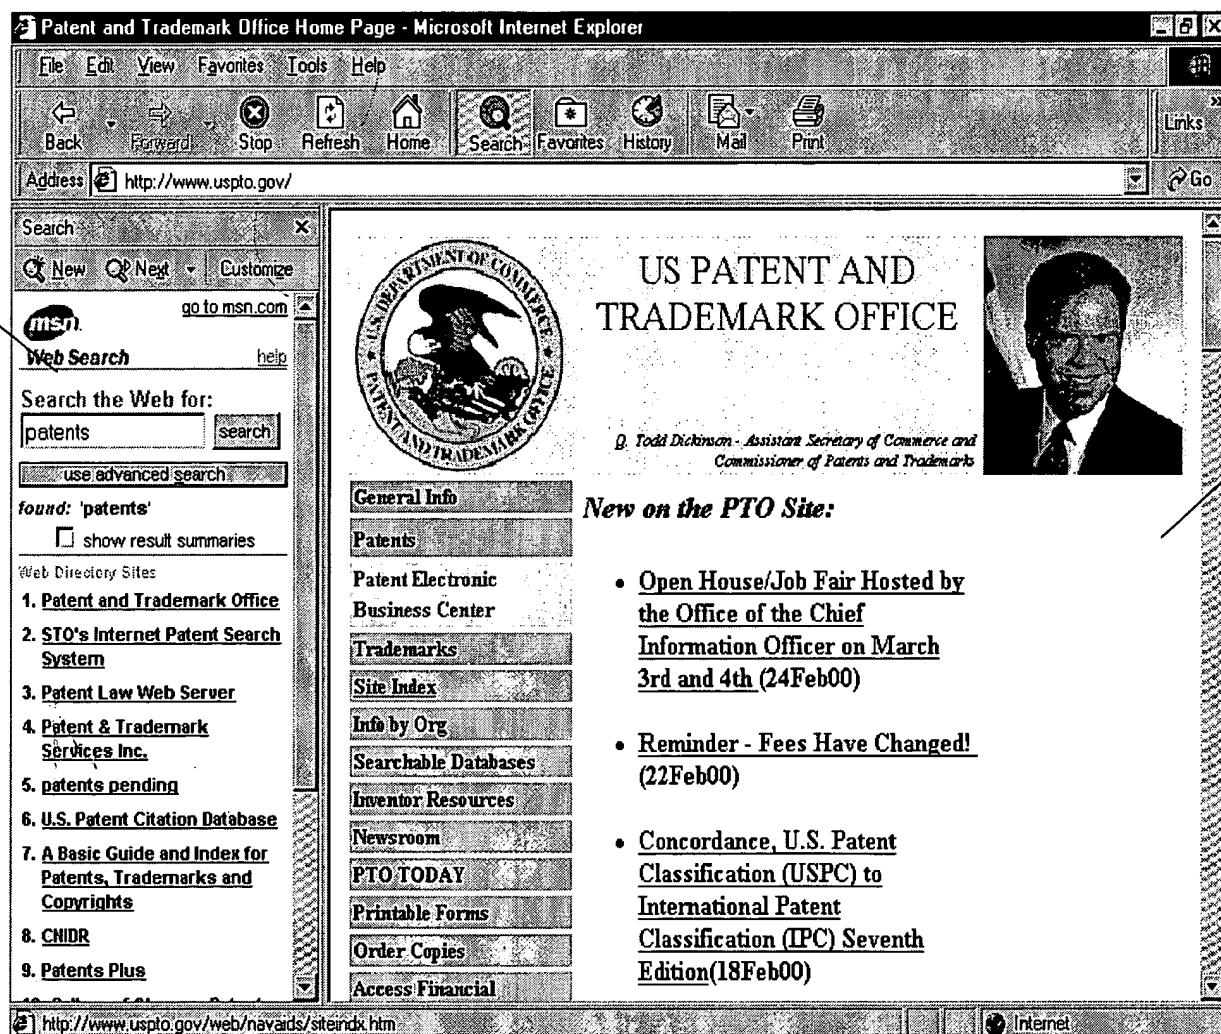 Patent and Trademark Office Home Page - Microsoft Internet Explorer
File Edit View Favorites Tools Help
Back Forward Stop Refresh Home Search Favorites History Mail Print
Links
Address http://www.uspto.gov/
Go
Search
New Next Customize
go to msn.com
msn.
Web Search help
Search the Web for:
patents search
use advanced search
found: 'patents'
show result summaries
Web Directory Sites
1. Patent and Trademark Office
2. STO's Internet Patent Search
System
3. Patent Law Web Server
4. Patent & Trademark
Services Inc.
5. patents pending
6. U.S. Patent Citation Database
7. A Basic Guide and Index for
Patents, Trademarks and
Copyrights
8. CNIDR
9. Patents Plus
U.S. DEPARTMENT OF COMMERCE
PATENT AND TRADEMARK OFFICE
US PATENT AND
TRADEMARK OFFICE
Q. Todd Dickinson - Assistant Secretary of Commerce and
Commissioner of Patents and Trademarks
General Info
Patents
Patent Electronic
Business Center
Trademarks
Site Index
Info by Org
Searchable Databases
Inventor Resources
Newsroom
PTO TODAY
Printable Forms
Order Copies
Access Financial
New on the PTO Site:
• Open House/Job Fair Hosted by
the Office of the Chief
Information Officer on March
3rd and 4th (24Feb00)
• Reminder - Fees Have Changed!
(22Feb00)
• Concordance, U.S. Patent
Classification (USPC) to
International Patent
Classification (IPC) Seventh
Edition(18Feb00)
http://www.uspto.gov/web/navaids/siteindx.htm
Internet